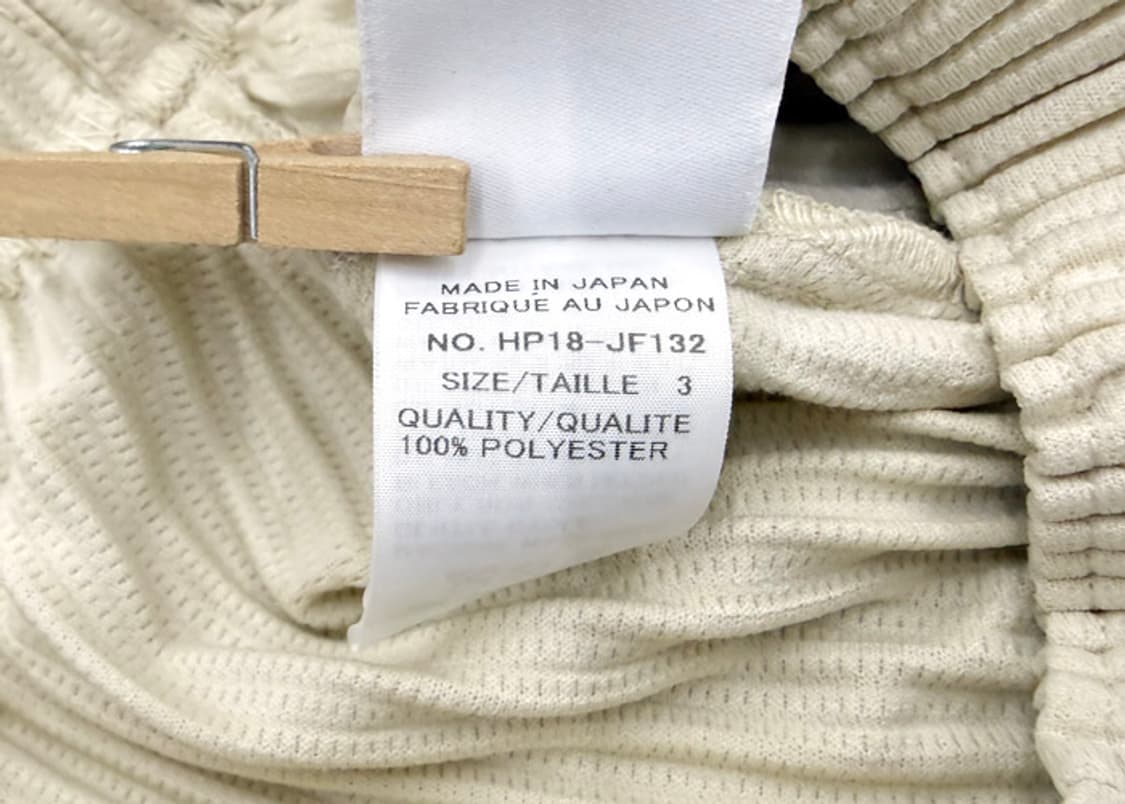 MADE IN JAPAN
FABRIQUE AU JAPON
NO. HP18-JF132
SIZE/TAILLE 3
QUALITY/QUALITE
100% POLYESTER